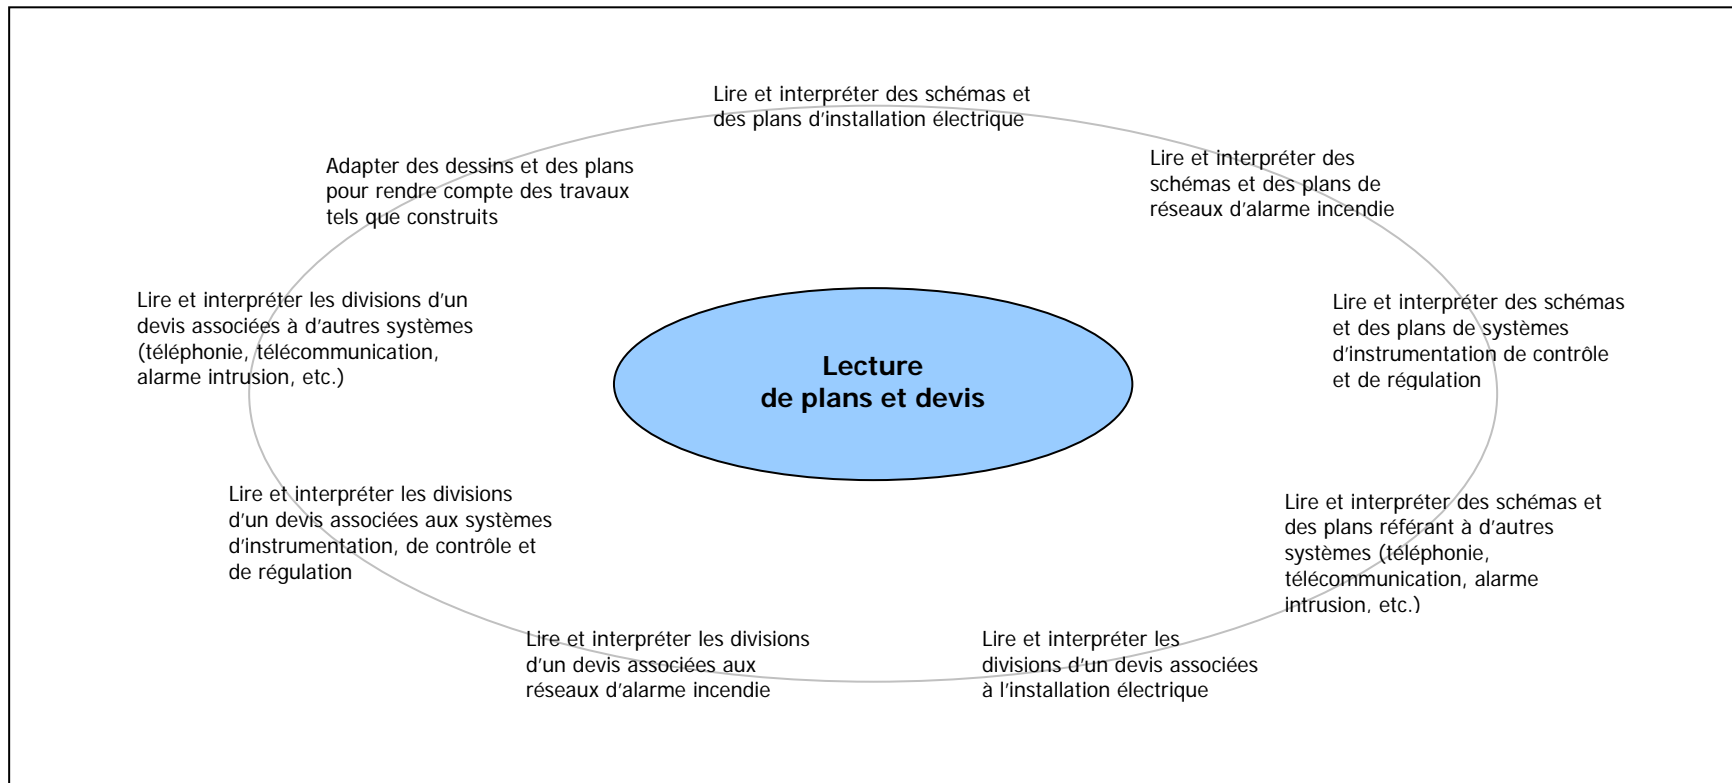 Lire et interpréter des schémas et
des plans d'installation électrique
Lire et interpréter des
schémas et des plans de
réseaux d'alarme incendie
Lire et interpréter des schémas
et des plans de systèmes
d'instrumentation de contrôle
et de régulation
Lire et interpréter des schémas et
des plans référant à d'autres
systèmes (téléphonie,
télécommunication, alarme
intrusion, etc.)
Lire et interpréter les
divisions d'un devis associées
à l'installation électrique
Lire et interpréter les divisions
d'un devis associées aux
réseaux d'alarme incendie
Lire et interpréter les divisions
d'un devis associées aux systèmes
d'instrumentation, de contrôle et
de régulation
Lire et interpréter les divisions d'un
devis associées à d'autres systèmes
(téléphonie, télécommunication,
alarme intrusion, etc.)
Adapter des dessins et des plans
pour rendre compte des travaux
tels que construits
Lecture
de plans et devis